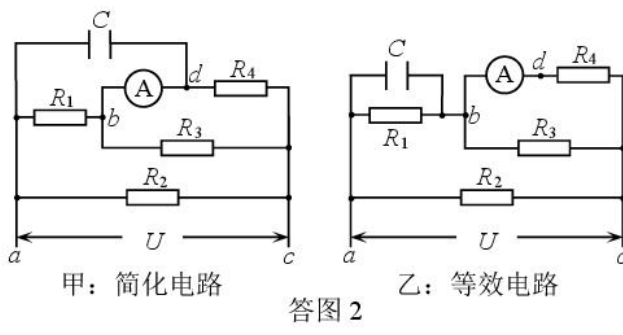 C C
A d R4 A d R4
R1 b R3 R1 b R3
R2 R2
a U c a U c
甲：简化电路 乙：等效电路
答图 2